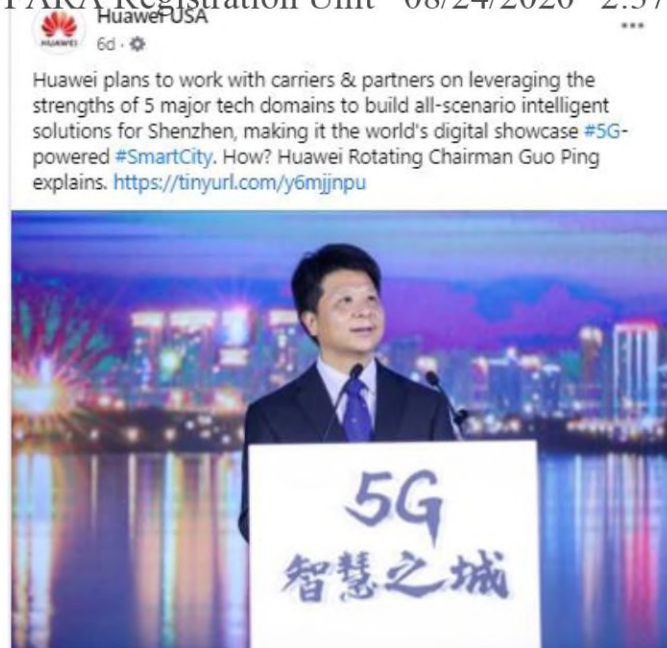 Registration Unit 08/24/2020 2:37
Huawei USA
HUAWEI
6d ·
Huawei plans to work with carriers & partners on leveraging the
strengths of 5 major tech domains to build all-scenario intelligent
solutions for Shenzhen, making it the world's digital showcase #5G-
powered #SmartCity. How? Huawei Rotating Chairman Guo Ping
explains. https://tinyurl.com/y6mjjnpu
5G
智慧之城